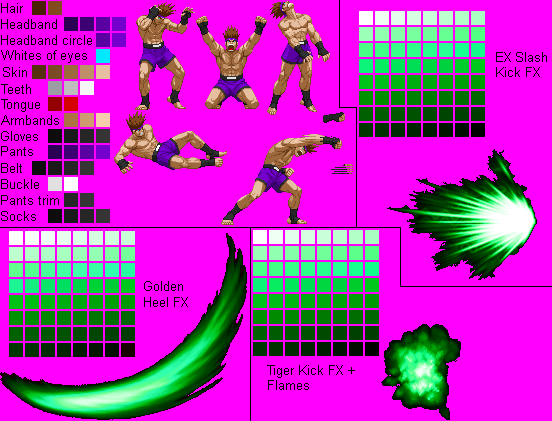 Hair
Headband
Headband circle
Whites of eyes
Skin
Teeth
Tongue
Armbands
Gloves
Pants
Belt
Buckle
Pants trim
Socks
EX Slash
Kick FX
Golden
Heel FX
Tiger Kick FX +
Flames